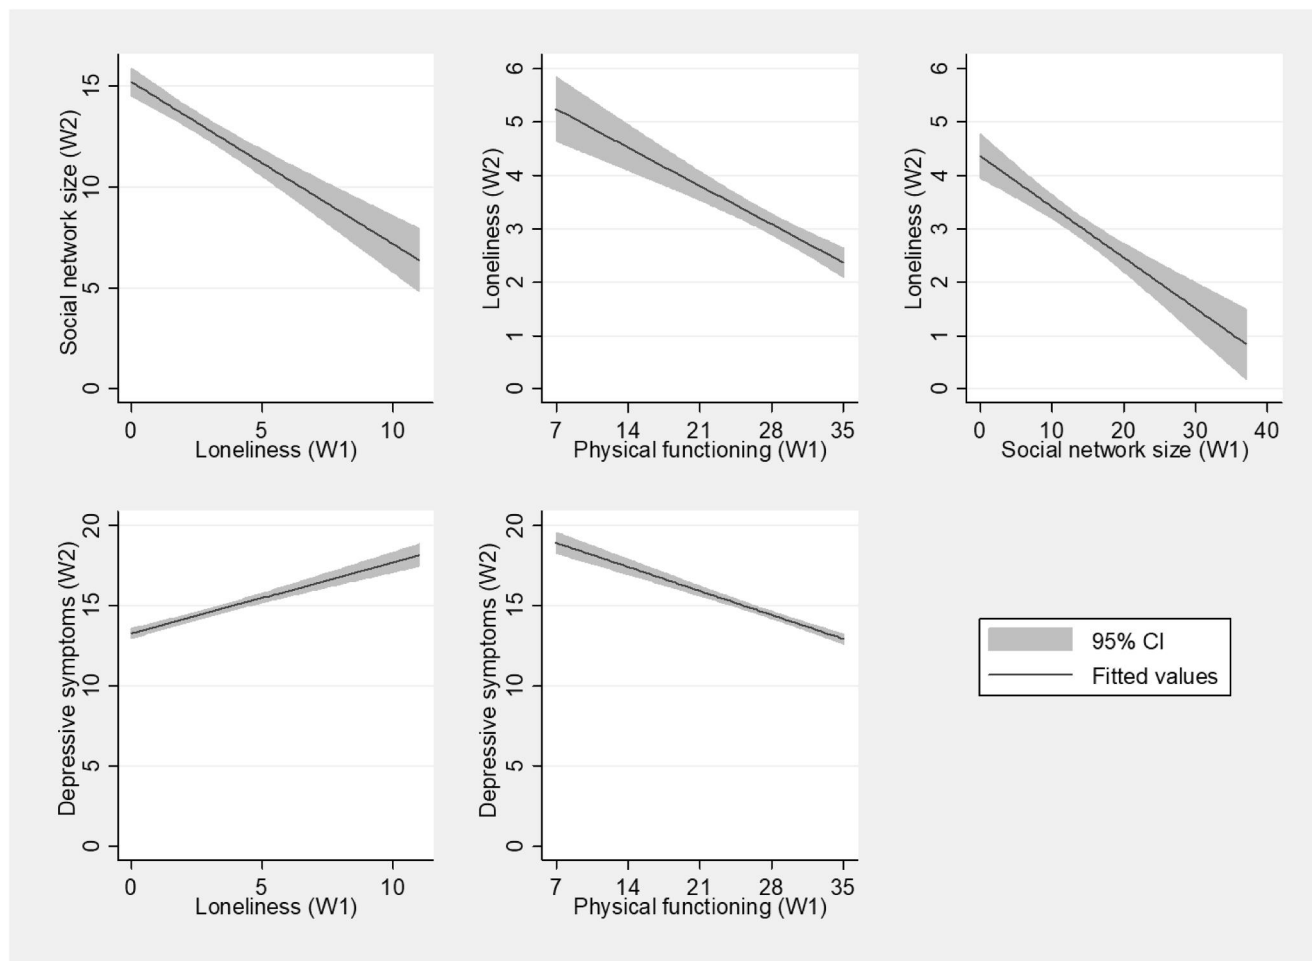 Social network size (W2)
15
10
5
0
0 5 10
Loneliness (W1)
Loneliness (W2)
6
5
4
3
2
1
0
7 14 21 28 35
Physical functioning (W1)
Loneliness (W2)
6
5
4
3
2
1
0
0 10 20 30 40
Social network size (W1)
Depressive symptoms (W2)
20
15
10
5
0
0 5 10
Loneliness (W1)
Depressive symptoms (W2)
20
15
10
5
0
7 14 21 28 35
Physical functioning (W1)
95% CI
Fitted values